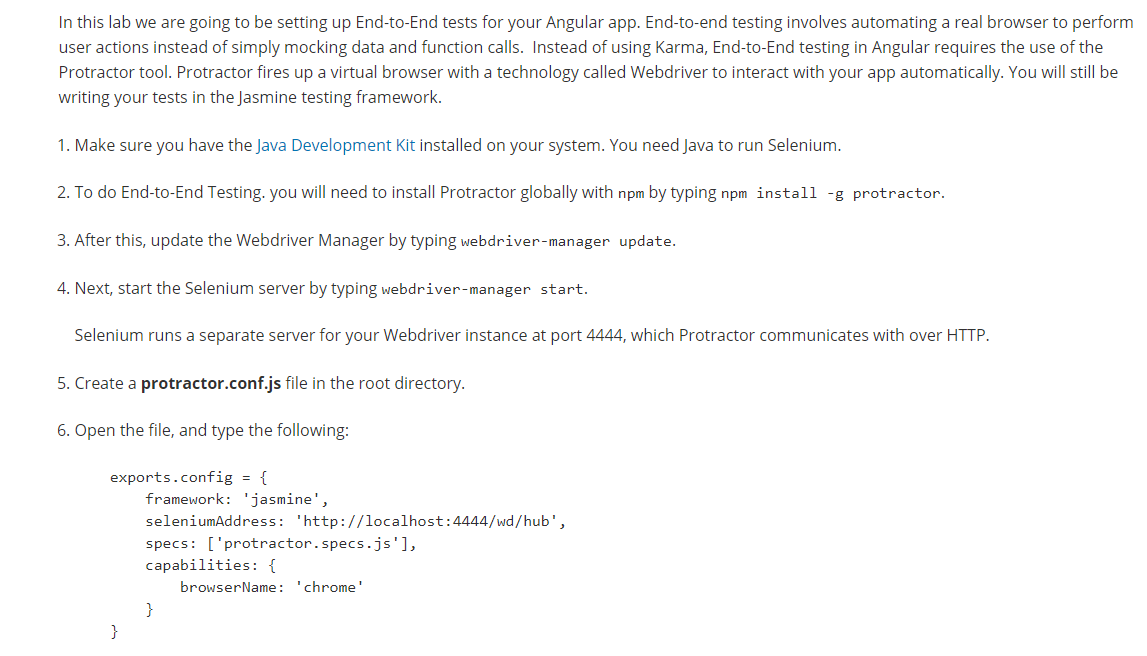 In this lab we are going to be setting up End-to-End tests for your Angular app. End-to-end testing involves automating a real browser to perform
user actions instead of simply mocking data and function calls.  Instead of using Karma, End-to-End testing in Angular requires the use of the
Protractor tool. Protractor fires up a virtual browser with a technology called Webdriver to interact with your app automatically. You will still be
writing your tests in the Jasmine testing framework.
1. Make sure you have the Java Development Kit installed on your system. You need Java to run Selenium.
2. To do End-to-End Testing. you will need to install Protractor globally with npm by typing npm install -g protractor.
3. After this, update the Webdriver Manager by typing webdriver-manager update.
4. Next, start the Selenium server by typing webdriver-manager start.
Selenium runs a separate server for your Webdriver instance at port 4444, which Protractor communicates with over HTTP.
5. Create a protractor.conf.js file in the root directory.
6. Open the file, and type the following:
exports.config = {
    framework: 'jasmine',
    seleniumAddress: 'http://localhost:4444/wd/hub',
    specs: ['protractor.specs.js'],
    capabilities: {
        browserName: 'chrome'
    }
}